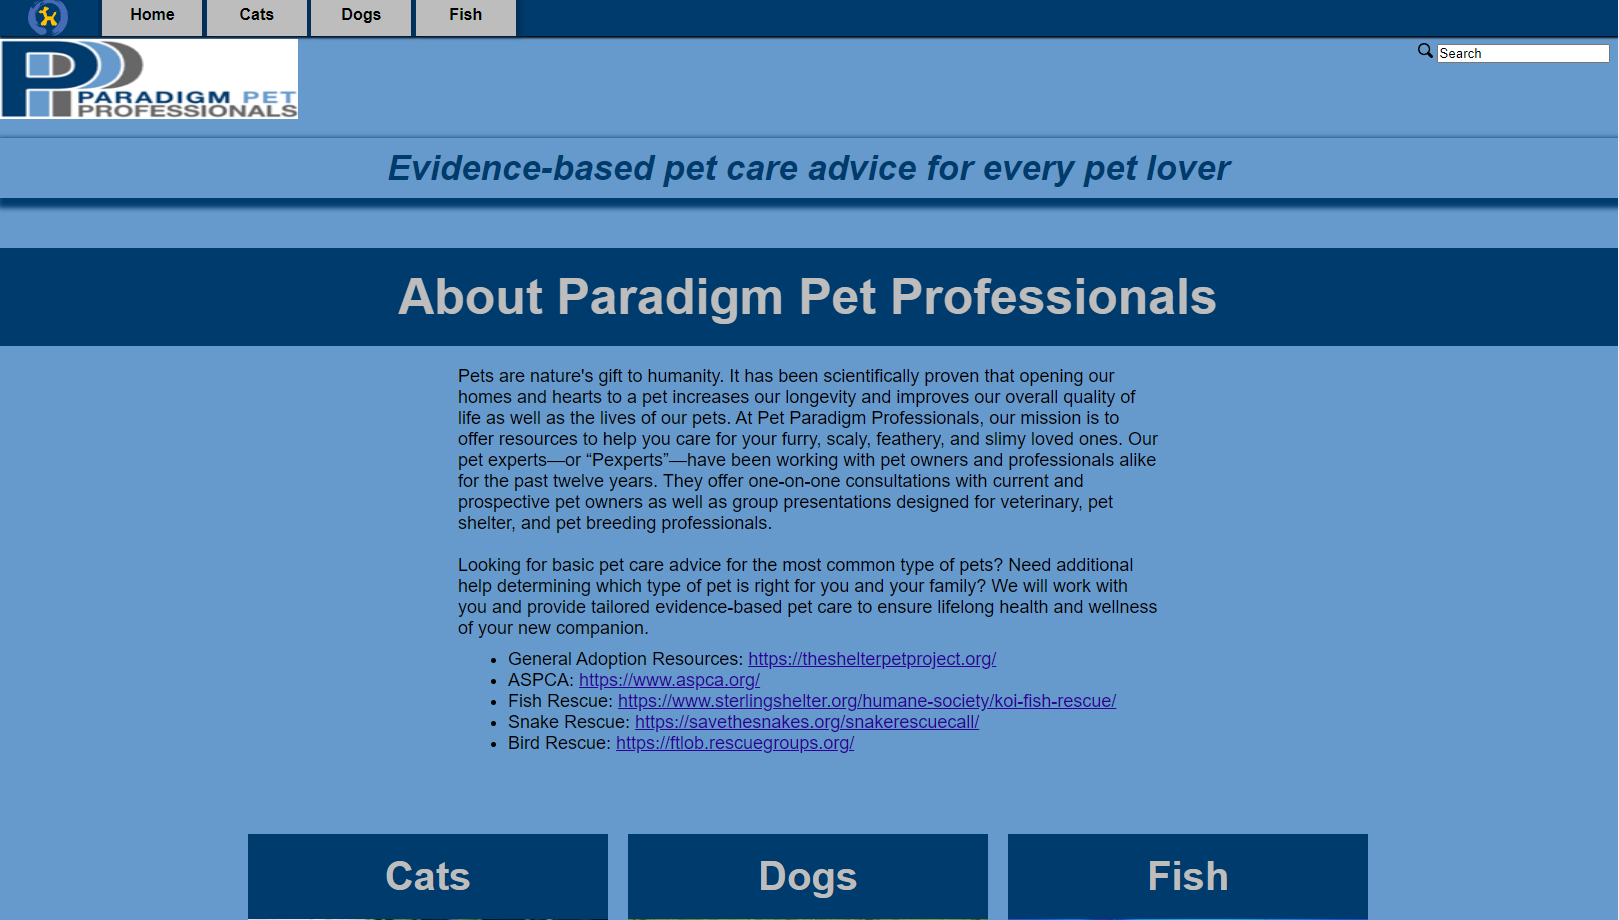 Home Cats Dogs Fish
PARADIGM PET
PROFESSIONALS
Search
Evidence-based pet care advice for every pet lover
About Paradigm Pet Professionals
Pets are nature's gift to humanity. It has been scientifically proven that opening our
homes and hearts to a pet increases our longevity and improves our overall quality of
life as well as the lives of our pets. At Pet Paradigm Professionals, our mission is to
offer resources to help you care for your furry, scaly, feathery, and slimy loved ones. Our
pet experts—or “Pexperts”—have been working with pet owners and professionals alike
for the past twelve years. They offer one-on-one consultations with current and
prospective pet owners as well as group presentations designed for veterinary, pet
shelter, and pet breeding professionals.
Looking for basic pet care advice for the most common type of pets? Need additional
help determining which type of pet is right for you and your family? We will work with
you and provide tailored evidence-based pet care to ensure lifelong health and wellness
of your new companion.
• General Adoption Resources: https://theshelterpetproject.org/
• ASPCA: https://www.aspca.org/
• Fish Rescue: https://www.sterlingshelter.org/humane-society/koi-fish-rescue/
• Snake Rescue: https://savethesnakes.org/snakerescuecall/
• Bird Rescue: https://ftlob.rescuegroups.org/
Cats Dogs Fish